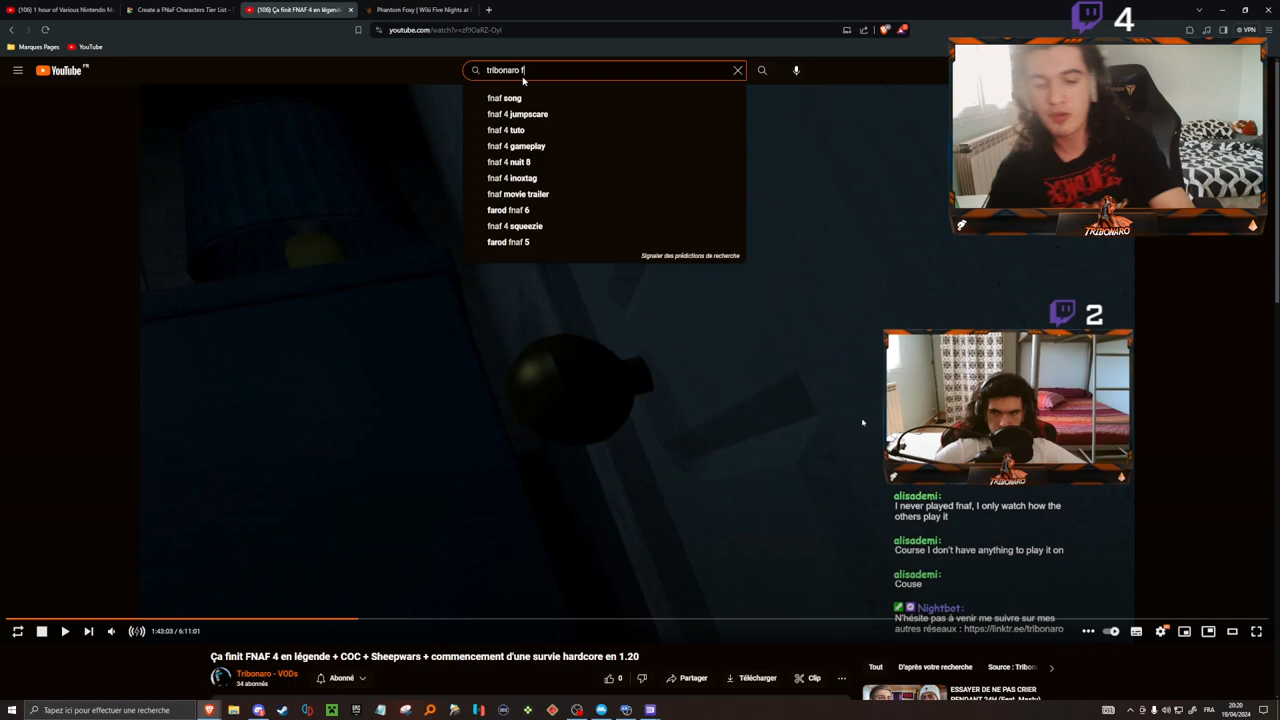 (106) 1 hour of Various Nintendo M
Create a FNaF Characters Tier List -
(106) Ça finit FNAF 4 en légende
Phantom Foxy | Wiki Five Nights at F
youtube.com/watch?v=zPJOaRZ-OyI
VPN
Marques Pages
YouTube
4
YouTube FR
tribonaro f
fnaf song
fnaf 4 jumpscare
fnaf 4 tuto
fnaf 4 gameplay
fnaf 4 nuit 8
fnaf 4 inoxtag
fnaf movie trailer
farod fnaf 6
fnaf 4 squeezie
farod fnaf 5
Signaler des prédictions de recherche
TRIBONARO
2
TRIBONARO
alisademi:
I never played fnaf, I only watch how the
others play it
alisademi:
Course I don't have anything to play it on
alisademi:
Couse
Nightbot:
N'hésite pas à venir me suivre sur mes
autres réseaux : https://linktr.ee/tribonaro
1:43:03 / 6:11:01
Ça finit FNAF 4 en légende + COC + Sheepwars + commencement d'une survie hardcore en 1.20
Tribonaro - VODs
34 abonnés
Abonné
0
Partager
Télécharger
Clip
Tout
D'après votre recherche
Source : Tribon
ESSAYER DE NE PAS CRIER
Tapez ici pour effectuer une recherche
FRA
20:20
19/04/2024